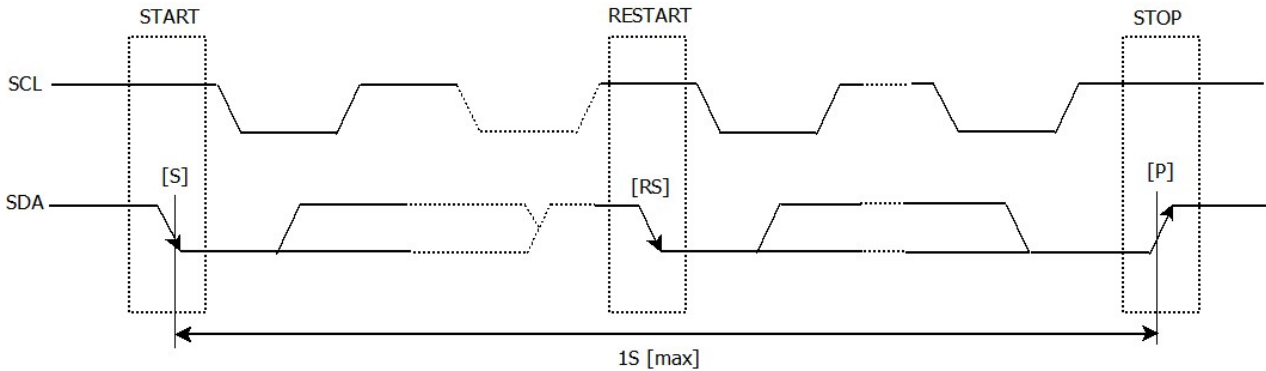 START RESTART STOP
SCL
[S] [RS] [P]
SDA
1S [max]